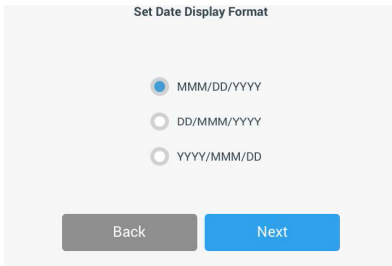 Set Date Display Format
MMM/DD/YYYY
DD/MMM/YYYY
YYYY/MMM/DD
Back
Next